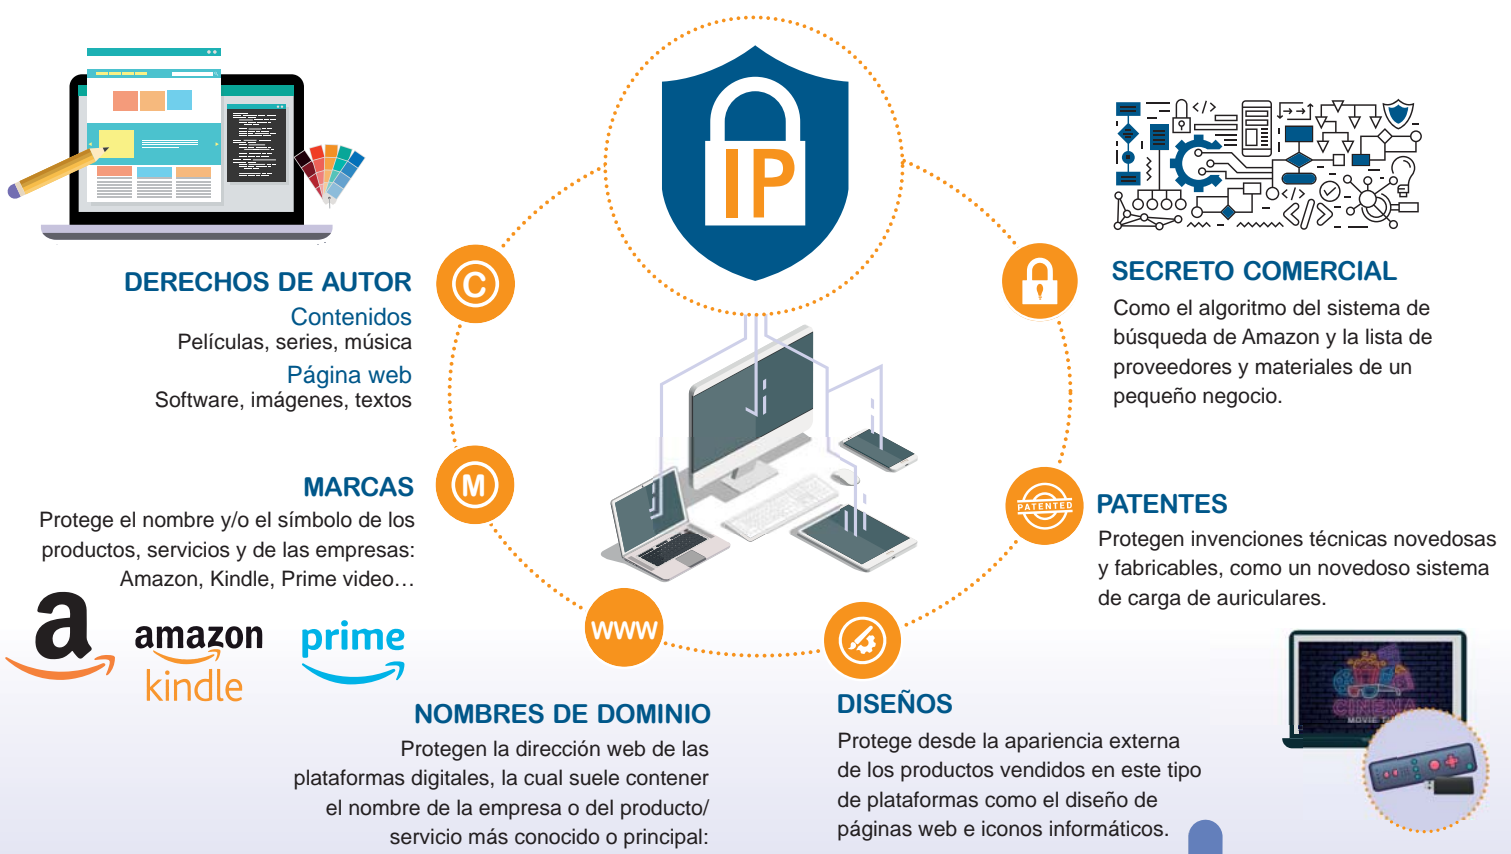 IP
DERECHOS DE AUTOR
Contenidos
Películas, series, música
Página web
Software, imágenes, textos
C
MARCAS
Protege el nombre y/o el símbolo de los
productos, servicios y de las empresas:
Amazon, Kindle, Prime video…
M
a
amazon
kindle
prime
www
NOMBRES DE DOMINIO
Protegen la dirección web de las
plataformas digitales, la cual suele contener
el nombre de la empresa o del producto/
servicio más conocido o principal:
DISEÑOS
Protege desde la apariencia externa
de los productos vendidos en este tipo
de plataformas como el diseño de
páginas web e iconos informáticos.
</>
</>
</>
SECRETO COMERCIAL
Como el algoritmo del sistema de
búsqueda de Amazon y la lista de
proveedores y materiales de un
pequeño negocio.
PATENTED
PATENTES
Protegen invenciones técnicas novedosas
y fabricables, como un novedoso sistema
de carga de auriculares.
CINEMA
MOVIE